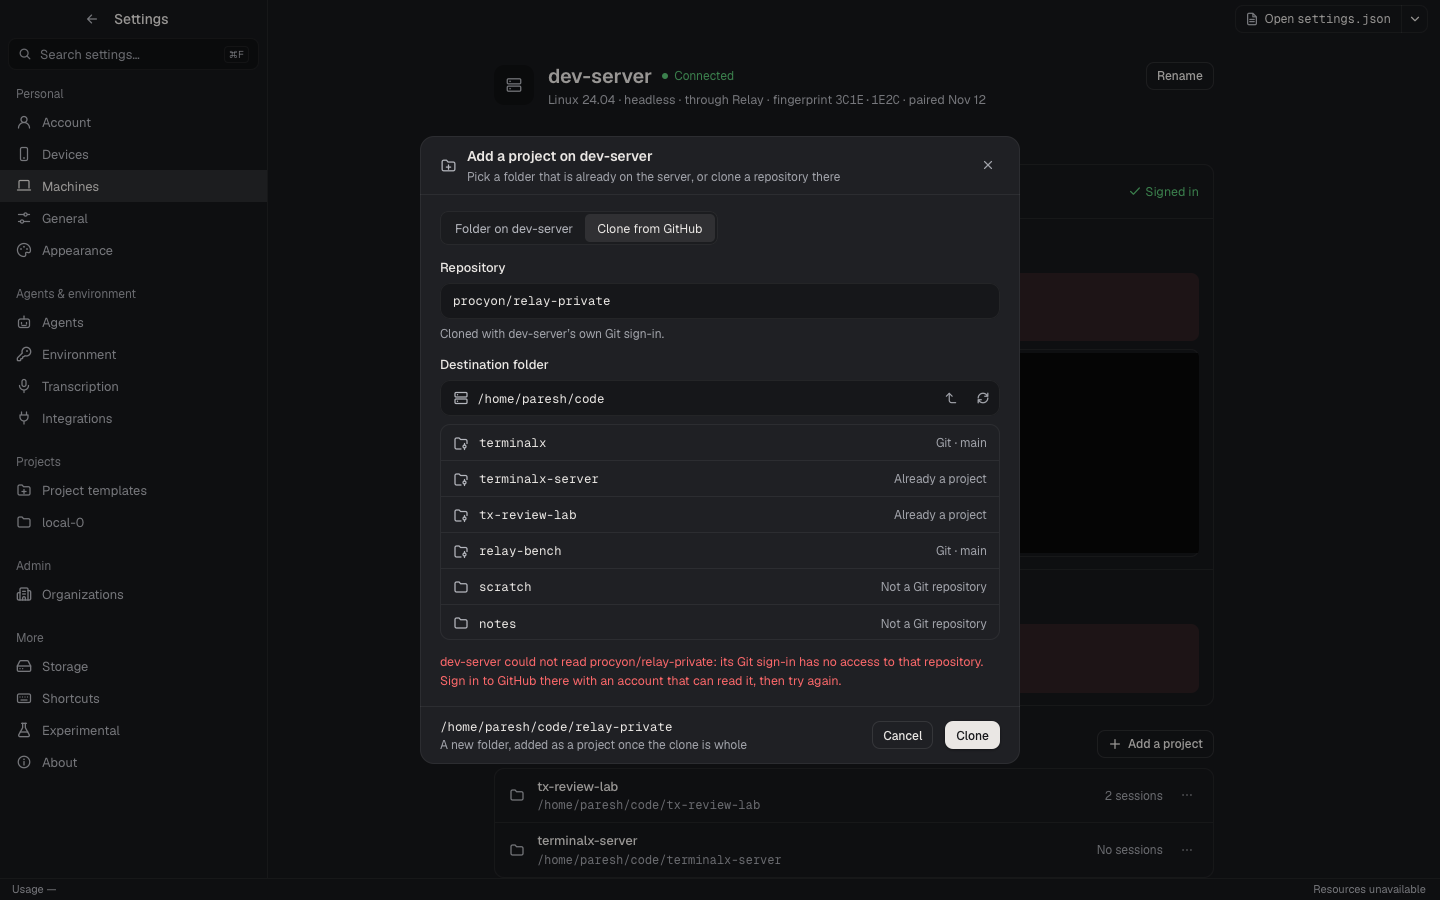 Settings
Open settings.json
Search settings…
⌘F
Personal
Account
Devices
Machines
General
Appearance
Agents & environment
Agents
Environment
Transcription
Integrations
Projects
Project templates
local-0
Admin
Organizations
More
Storage
Shortcuts
Experimental
About
dev-server
Connected
Linux 24.04 · headless · through Relay · fingerprint 3C1E·1E2C · paired Nov 12
Rename
Signed in
Add a project on dev-server
Pick a folder that is already on the server, or clone a repository there
Folder on dev-server
Clone from GitHub
Repository
procyon/relay-private
Cloned with dev-server's own Git sign-in.
Destination folder
/home/paresh/code
terminalx
Git · main
terminalx-server
Already a project
tx-review-lab
Already a project
relay-bench
Git · main
scratch
Not a Git repository
notes
Not a Git repository
dev-server could not read procyon/relay-private: its Git sign-in has no access to that repository.
Sign in to GitHub there with an account that can read it, then try again.
/home/paresh/code/relay-private
A new folder, added as a project once the clone is whole
Cancel
Clone
Add a project
tx-review-lab
/home/paresh/code/tx-review-lab
2 sessions
terminalx-server
/home/paresh/code/terminalx-server
No sessions
Usage —
Resources unavailable